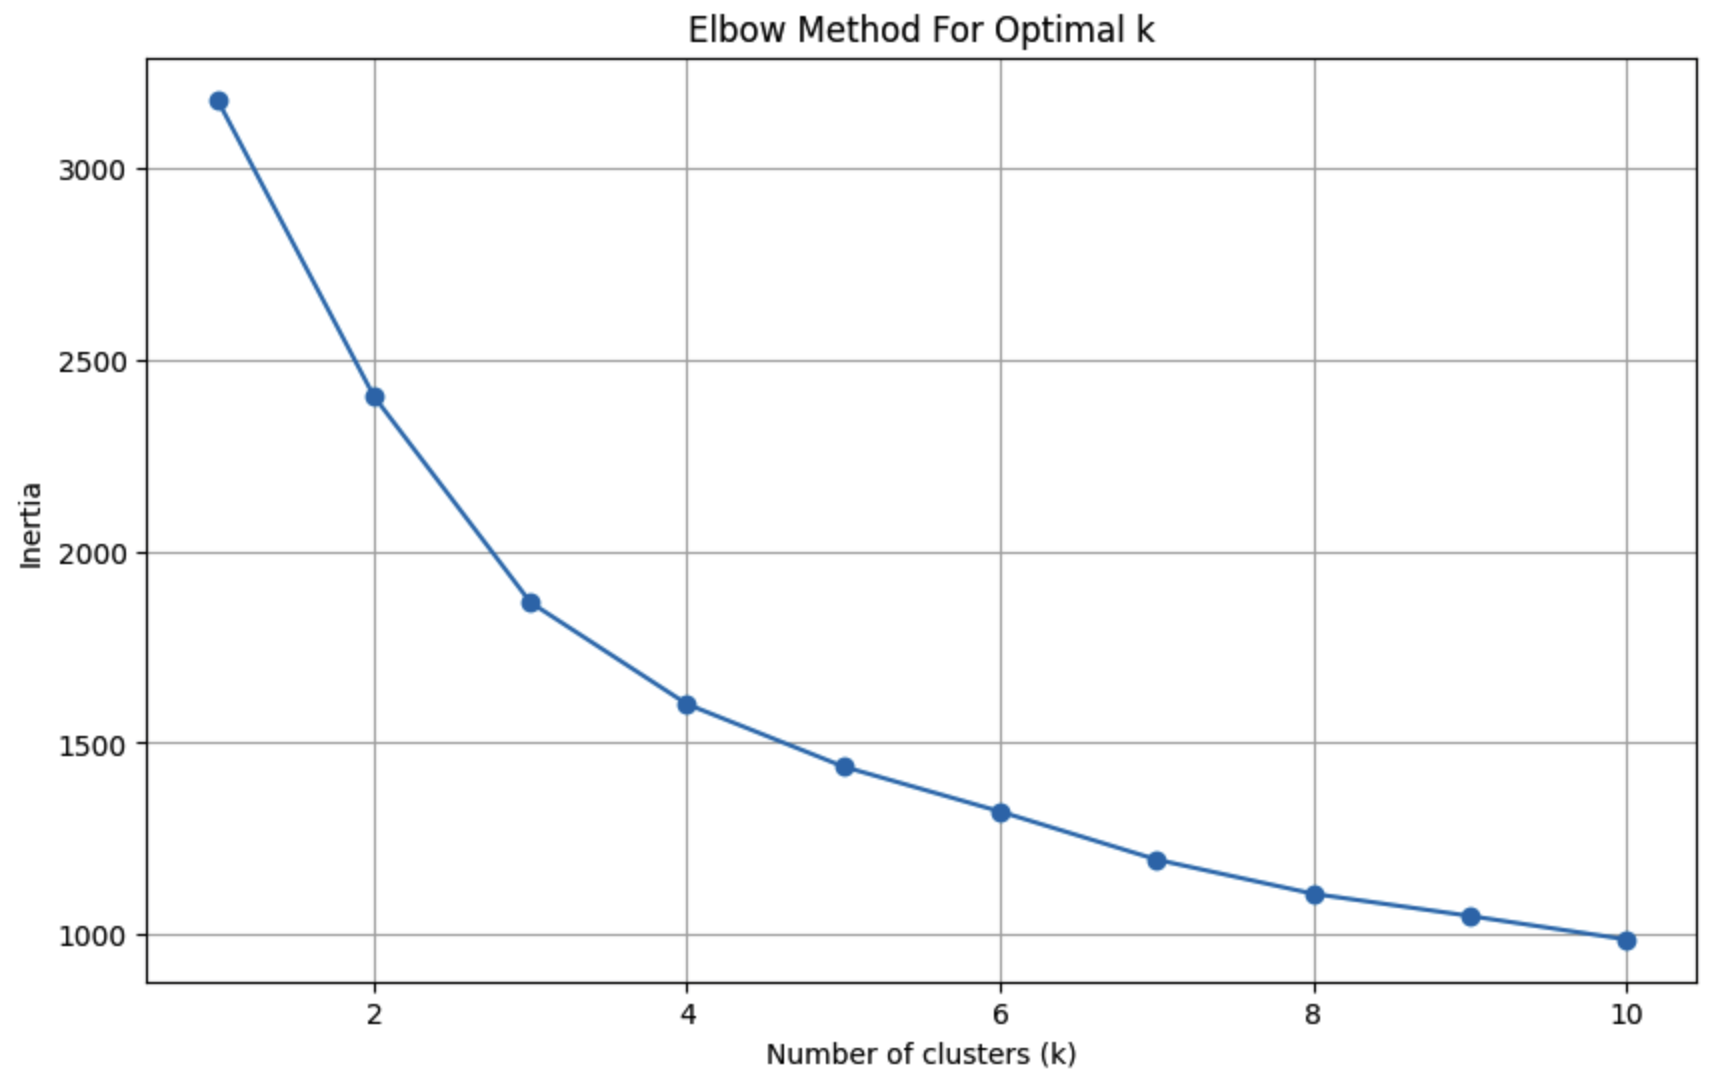 Elbow Method For Optimal k
3000
2500
2000
1500
1000
Inertia
2 4 6 8 10
Number of clusters (k)